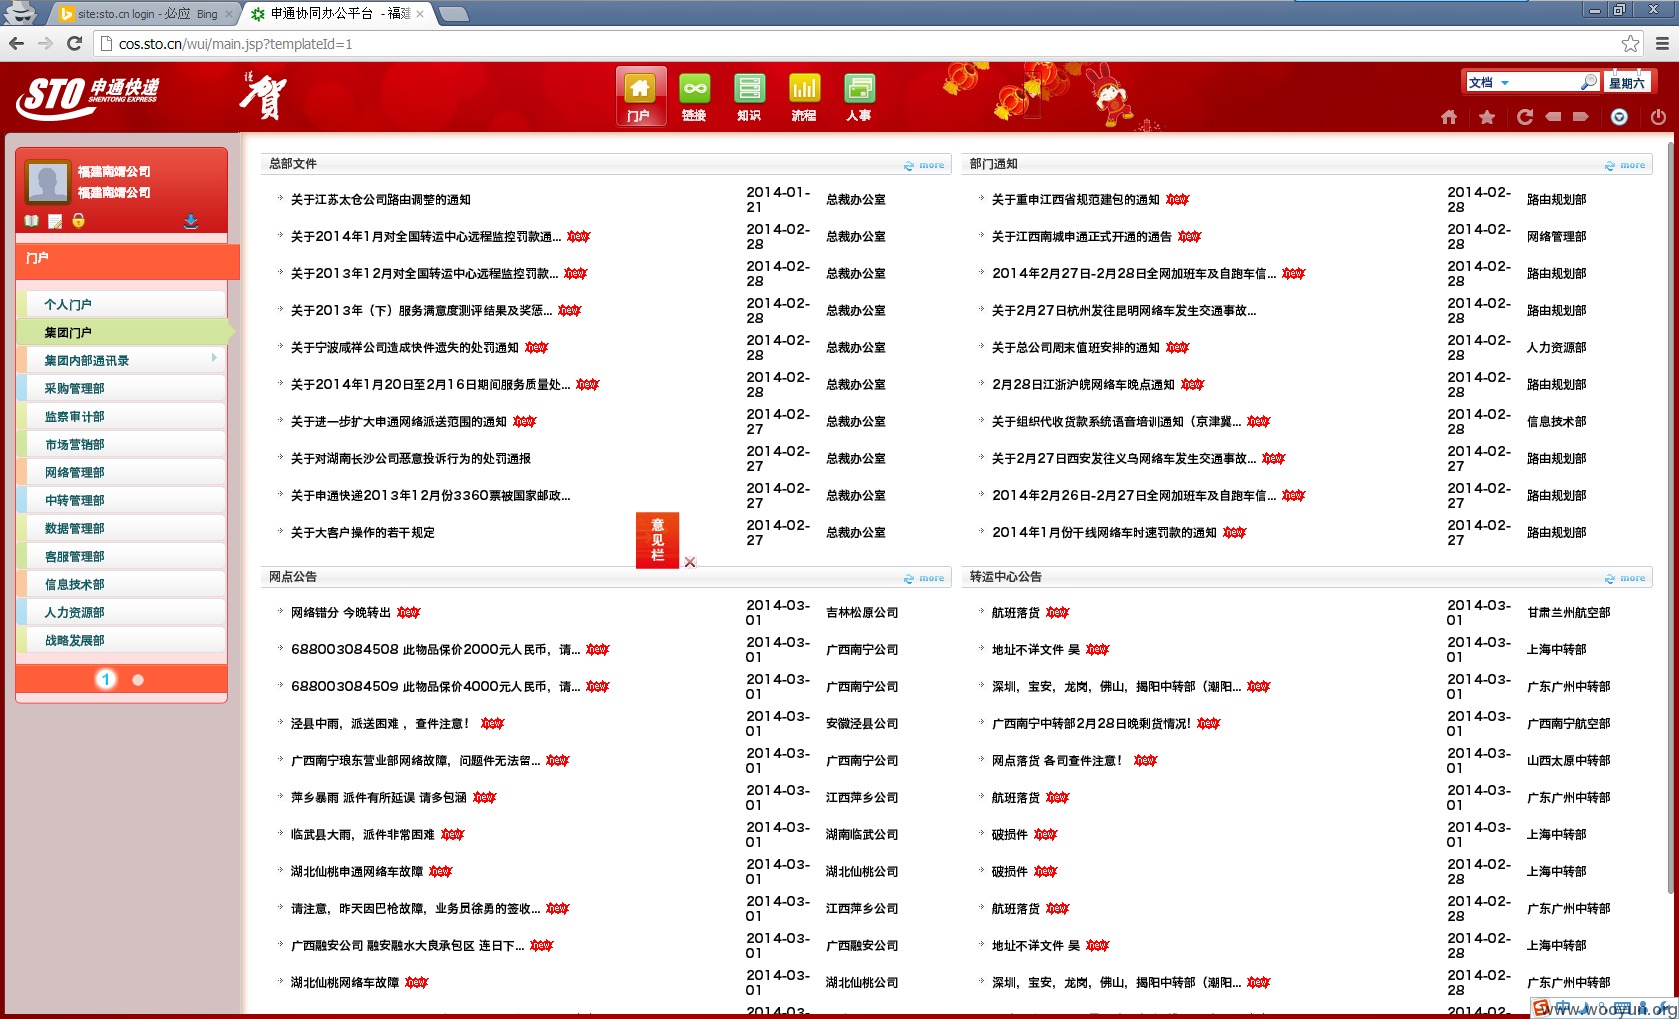 site:sto.cn login - 必应 Bing
申通协同办公平台 - 福建
cos.sto.cn/wui/main.jsp?templateId=1
STO 申通快递
SHENTONG EXPRESS
谨贺
门户 链接 知识 流程 人事
文档
星期六
福建南靖公司
福建南靖公司
门户
个人门户
集团门户
集团内部通讯录
采购管理部
监察审计部
市场营销部
网络管理部
中转管理部
数据管理部
客服管理部
信息技术部
人力资源部
战略发展部
1
总部文件 more
关于江苏太仓公司路由调整的通知 2014-01-21 总裁办公室
关于2014年1月对全国转运中心远程监控罚款通... new 2014-02-28 总裁办公室
关于2013年12月对全国转运中心远程监控罚款... new 2014-02-28 总裁办公室
关于2013年（下）服务满意度测评结果及奖惩... new 2014-02-28 总裁办公室
关于宁波咸祥公司造成快件遗失的处罚通知 new 2014-02-28 总裁办公室
关于2014年1月20日至2月16日期间服务质量处... new 2014-02-28 总裁办公室
关于进一步扩大申通网络派送范围的通知 new 2014-02-27 总裁办公室
关于对湖南长沙公司恶意投诉行为的处罚通报 2014-02-27 总裁办公室
关于申通快递2013年12月份3360票被国家邮政... 2014-02-27 总裁办公室
关于大客户操作的若干规定 2014-02-27 总裁办公室
意见栏
部门通知 more
关于重申江西省规范建包的通知 new 2014-02-28 路由规划部
关于江西南城申通正式开通的通告 new 2014-02-28 网络管理部
2014年2月27日-2月28日全网加班车及自跑车信... new 2014-02-28 路由规划部
关于2月27日杭州发往昆明网络车发生交通事故... 2014-02-28 路由规划部
关于总公司周末值班安排的通知 new 2014-02-28 人力资源部
2月28日江浙沪皖网络车晚点通知 new 2014-02-28 路由规划部
关于组织代收货款系统语音培训通知（京津冀... new 2014-02-28 信息技术部
关于2月27日西安发往义乌网络车发生交通事故... new 2014-02-27 路由规划部
2014年2月26日-2月27日全网加班车及自跑车信... new 2014-02-27 路由规划部
2014年1月份干线网络车时速罚款的通知 new 2014-02-27 路由规划部
网点公告 more
网络错分 今晚转出 new 2014-03-01 吉林松原公司
688003084508 此物品保价2000元人民币，请... new 2014-03-01 广西南宁公司
688003084509 此物品保价4000元人民币，请... new 2014-03-01 广西南宁公司
泾县中雨，派送困难 ，查件注意！ new 2014-03-01 安徽泾县公司
广西南宁琅东营业部网络故障，问题件无法留... new 2014-03-01 广西南宁公司
萍乡暴雨 派件有所延误 请多包涵 new 2014-03-01 江西萍乡公司
临武县大雨，派件非常困难 new 2014-03-01 湖南临武公司
湖北仙桃申通网络车故障 new 2014-03-01 湖北仙桃公司
请注意，昨天因巴枪故障，业务员徐勇的签收... new 2014-03-01 江西萍乡公司
广西融安公司 融安融水大良承包区 连日下... new 2014-03-01 广西融安公司
湖北仙桃网络车故障 new 2014-03-01 湖北仙桃公司
2014-03-
转运中心公告 more
航班落货 new 2014-03-01 甘肃兰州航空部
地址不详文件 吴 new 2014-03-01 上海中转部
深圳，宝安，龙岗，佛山，揭阳中转部（潮阳... new 2014-03-01 广东广州中转部
广西南宁中转部2月28日晚剩货情况! new 2014-03-01 广西南宁航空部
网点落货 各司查件注意！ new 2014-03-01 山西太原中转部
航班落货 new 2014-03-01 广东广州中转部
破损件 new 2014-03-01 上海中转部
破损件 new 2014-02-28 上海中转部
航班落货 new 2014-02-28 广东广州中转部
地址不详文件 吴 new 2014-02-28 上海中转部
深圳，宝安，龙岗，佛山，揭阳中转部（潮阳... new 2014-02-28 广东广州中转部
2014-02-
www.wooyun.org